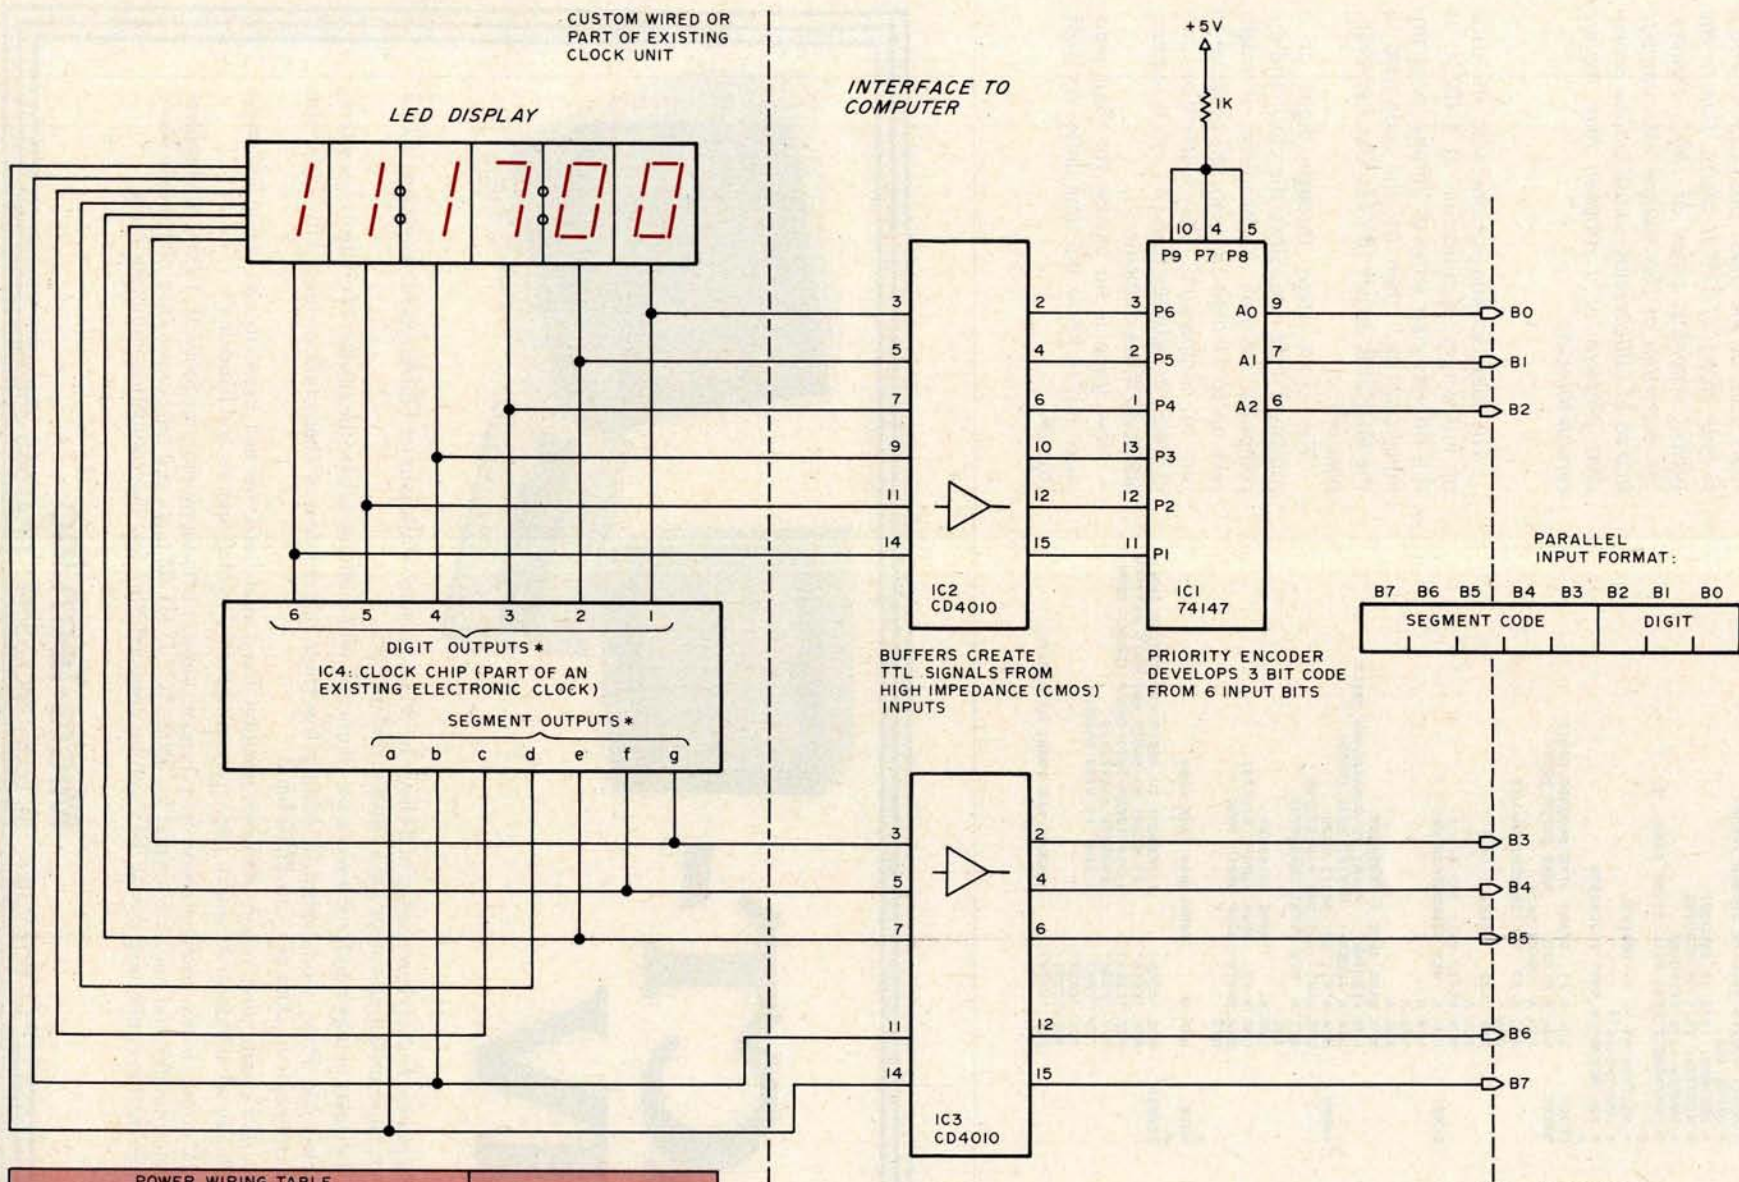 CUSTOM WIRED OR
PART OF EXISTING
CLOCK UNIT
LED DISPLAY
11:17:00
INTERFACE TO
COMPUTER
+5V
1K
10 4 5
P9 P7 P8
3 2 3 P6 A0 9 B0
5 4 2 P5 A1 7 B1
7 6 1 P4 A2 6 B2
9 10 13 P3
11 12 12 P2
14 15 11 P1
IC2
CD4010
IC1
74147
BUFFERS CREATE
TTL SIGNALS FROM
HIGH IMPEDANCE (CMOS)
INPUTS
PRIORITY ENCODER
DEVELOPS 3 BIT CODE
FROM 6 INPUT BITS
PARALLEL
INPUT FORMAT:
B7 B6 B5 B4 B3 B2 B1 B0
SEGMENT CODE DIGIT
6 5 4 3 2 1
DIGIT OUTPUTS*
IC4: CLOCK CHIP (PART OF AN
EXISTING ELECTRONIC CLOCK)
SEGMENT OUTPUTS*
a b c d e f g
3 2 B3
5 4 B4
7 6 B5
11 12 B6
14 15 B7
IC3
CD4010
POWER WIRING TABLE